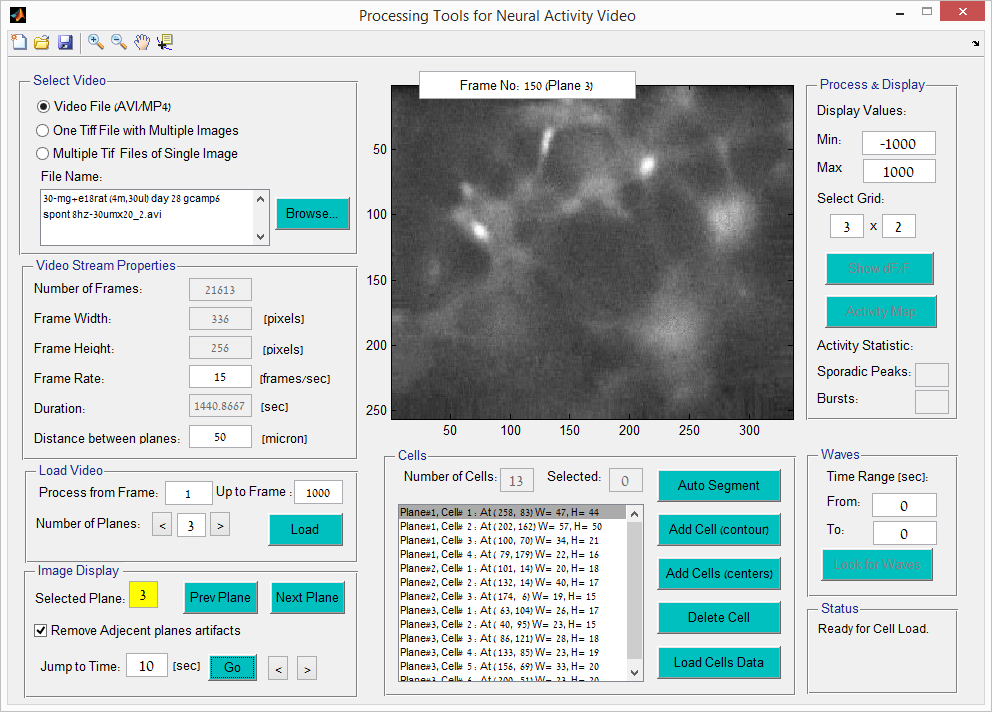 Processing Tools for Neural Activity Video
Select Video
Video File (AVI/MP4)
One Tiff File with Multiple Images
Multiple Tif Files of Single Image
File Name:
30-mg+e18rat (4m,30ul) day 28 gcamp6
spont 8hz-30umx20_2.avi
Browse...
Video Stream Properties
Number of Frames: 21613
Frame Width: 336 [pixels]
Frame Height: 256 [pixels]
Frame Rate: 15 [frames/sec]
Duration: 1440.8667 [sec]
Distance between planes: 50 [micron]
Load Video
Process from Frame: 1 Up to Frame : 1000
Number of Planes: < 3 > Load
Image Display
Selected Plane: 3 Prev Plane Next Plane
Remove Adjecent planes artifacts
Jump to Time: 10 [sec] Go < >
Frame No: 150 (Plane 3)
50
100
150
200
250
50 100 150 200 250 300
Cells
Number of Cells: 13 Selected: 0
Plane#1, Cell# 1 : At (258, 83) W= 47, H= 44
Plane#1, Cell# 2 : At (202,162) W= 57, H= 50
Plane#1, Cell# 3 : At (100, 70) W= 34, H= 21
Plane#1, Cell# 4 : At ( 79,179) W= 22, H= 16
Plane#2, Cell# 1 : At (101, 14) W= 20, H= 18
Plane#2, Cell# 2 : At (132, 14) W= 40, H= 17
Plane#2, Cell# 3 : At (174, 6) W= 19, H= 15
Plane#3, Cell# 1 : At ( 63,104) W= 26, H= 17
Plane#3, Cell# 2 : At ( 40, 95) W= 23, H= 15
Plane#3, Cell# 3 : At ( 86,121) W= 28, H= 18
Plane#3, Cell# 4 : At (133, 85) W= 23, H= 19
Plane#3, Cell# 5 : At (156, 69) W= 33, H= 20
Plane#3, Cell# 6 : At (200, 51) W= 23, H= 20
Auto Segment
Add Cell (contour)
Add Cells (centers)
Delete Cell
Load Cells Data
Process & Display
Display Values:
Min: -1000
Max 1000
Select Grid:
3 x 2
Show dF/f
Activity Map
Activity Statistic:
Sporadic Peaks:
Bursts:
Waves
Time Range [sec]:
From: 0
To: 0
Look for Waves
Status
Ready for Cell Load.